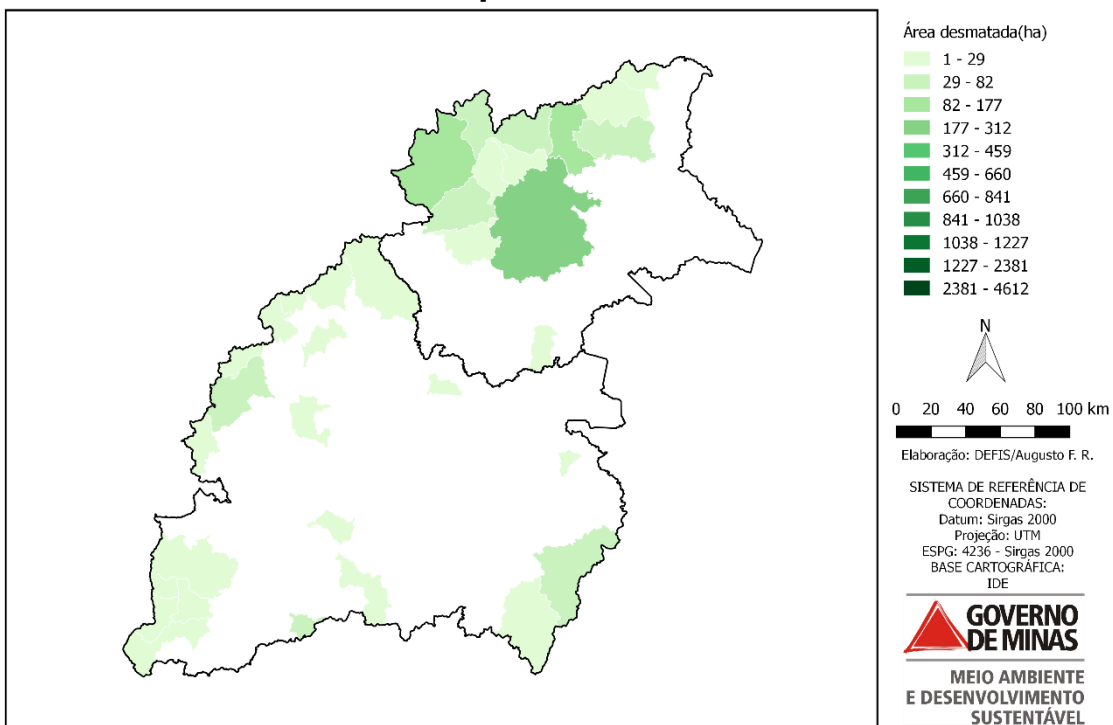 Área desmatada(ha)
1 - 29
29 - 82
82 - 177
177 - 312
312 - 459
459 - 660
660 - 841
841 - 1038
1038 - 1227
1227 - 2381
2381 - 4612
N
0 20 40 60 80 100 km
Elaboração: DEFIS/Augusto F. R.
SISTEMA DE REFERÊNCIA DE
COORDENADAS:
Datum: Sirgas 2000
Projeção: UTM
ESPG: 4236 - Sirgas 2000
BASE CARTOGRÁFICA:
IDE
GOVERNO
DE MINAS
MEIO AMBIENTE
E DESENVOLVIMENTO
SUSTENTÁVEL